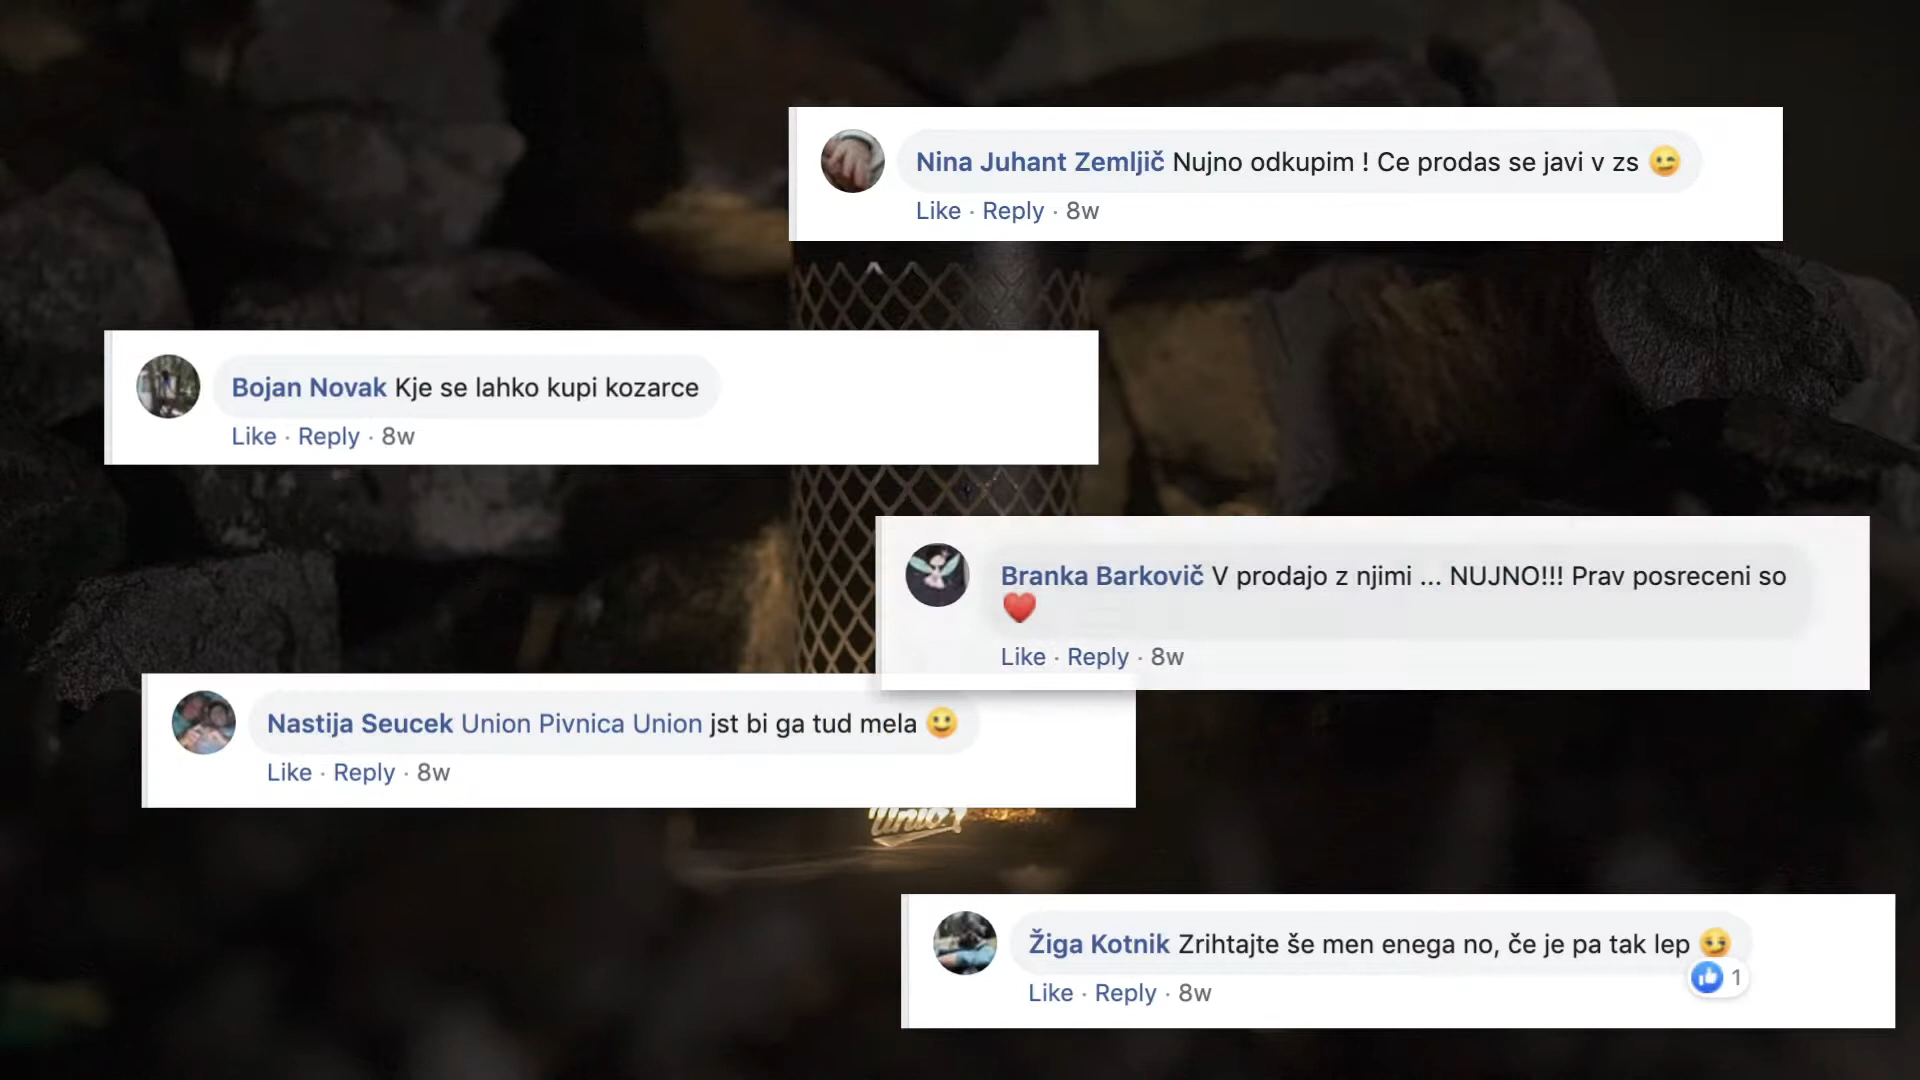 Nina Juhant Zemljič Nujno odkupim ! Ce prodas se javi v zs 😉
Like · Reply · 8w
Bojan Novak Kje se lahko kupi kozarce
Like · Reply · 8w
Branka Barkovič V prodajo z njimi ... NUJNO!!! Prav posreceni so
❤️
Like · Reply · 8w
Nastija Seucek Union Pivnica Union jst bi ga tud mela 🙂
Like · Reply · 8w
Žiga Kotnik Zrihtajte še men enega no, če je pa tak lep 😏
1
Like · Reply · 8w